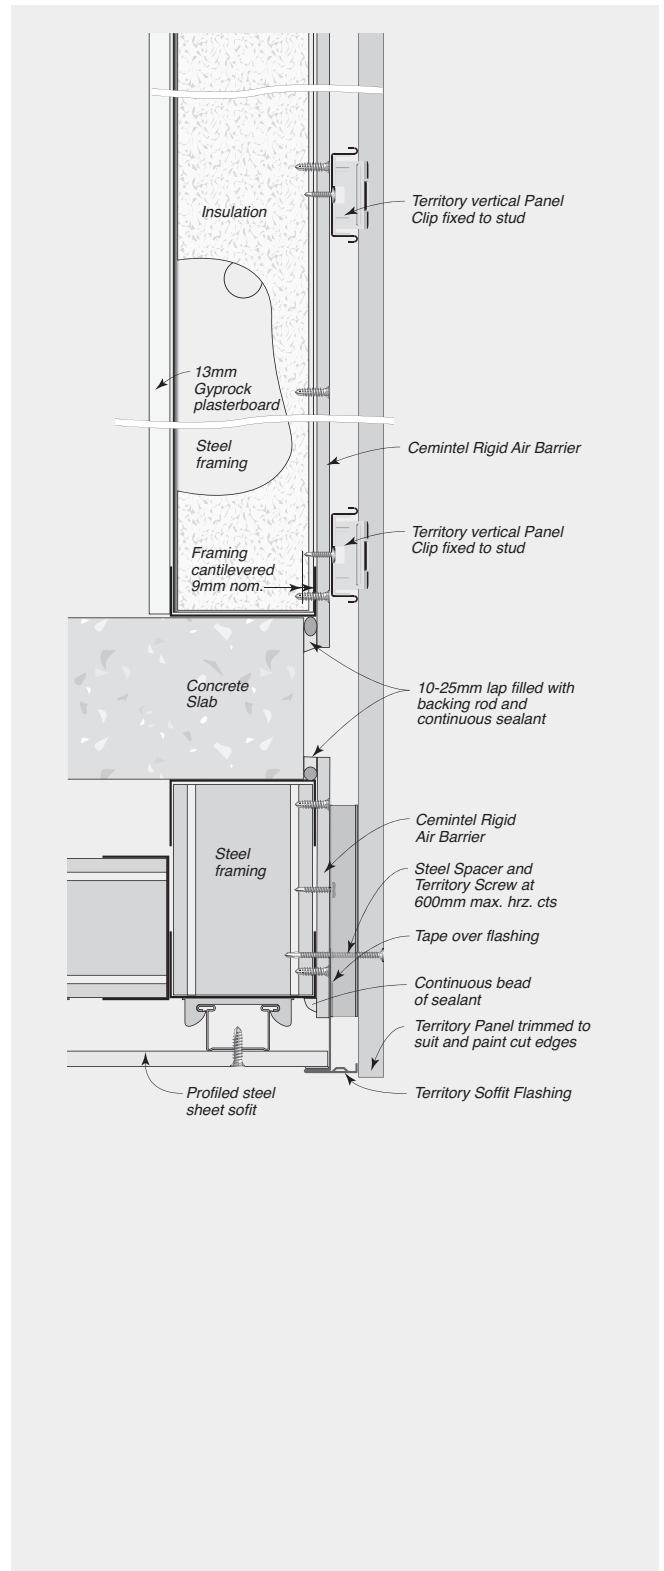 Insulation
Territory vertical Panel
Clip fixed to stud
13mm
Gyprock
plasterboard
Steel
framing
Cemintel Rigid Air Barrier
Territory vertical Panel
Clip fixed to stud
Framing
cantilevered
9mm nom.
Concrete
Slab
10-25mm lap filled with
backing rod and
continuous sealant
Cemintel Rigid
Air Barrier
Steel
framing
Steel Spacer and
Territory Screw at
600mm max. hrz. cts
Tape over flashing
Continuous bead
of sealant
Territory Panel trimmed to
suit and paint cut edges
Profiled steel
sheet sofit
Territory Soffit Flashing